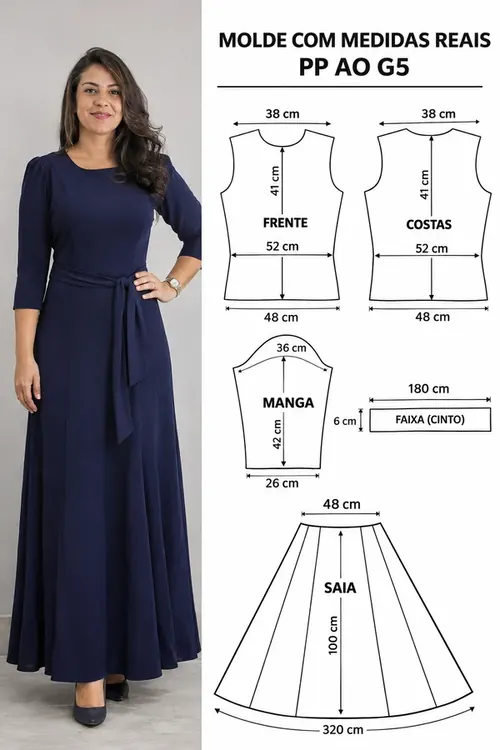 MOLDE COM MEDIDAS REAIS
PP AO G5
38 cm
41 cm
FRENTE
52 cm
48 cm
38 cm
41 cm
COSTAS
52 cm
48 cm
36 cm
MANGA
42 cm
26 cm
180 cm
6 cm
FAIXA (CINTO)
48 cm
SAIA
100 cm
320 cm